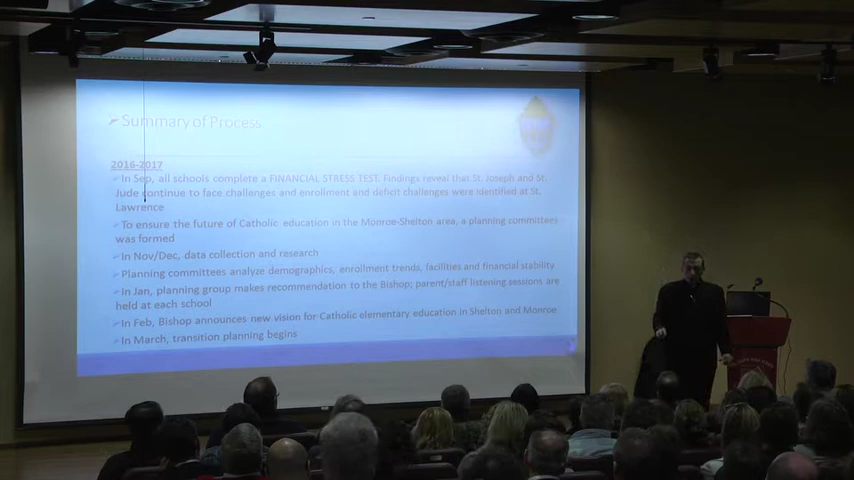 Summary of Process
2016-2017
In Sep, all schools complete a FINANCIAL STRESS TEST. Findings reveal that St. Joseph and St.
Jude continue to face challenges and enrollment and deficit challenges were identified at St.
Lawrence
To ensure the future of Catholic education in the Monroe-Shelton area, a planning committees
was formed
In Nov/Dec, data collection and research
Planning committees analyze demographics, enrollment trends, facilities and financial stability
In Jan, planning group makes recommendation to the Bishop; parent/staff listening sessions are
held at each school
In Feb, Bishop announces new vision for Catholic elementary education in Shelton and Monroe
In March, transition planning begins